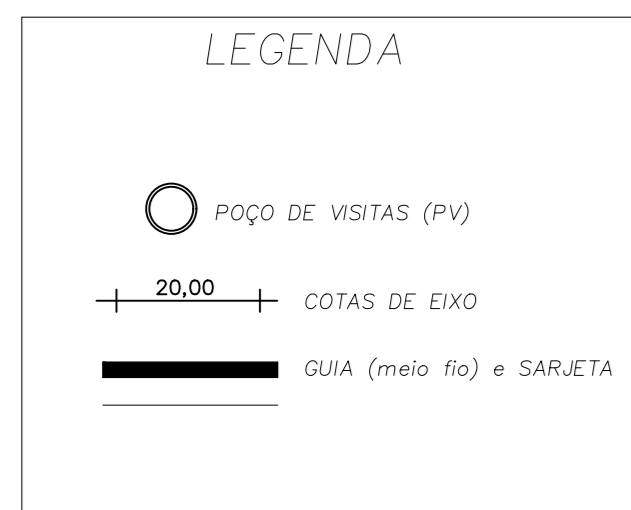 LEGENDA
POÇO DE VISITAS (PV)
20,00
COTAS DE EIXO
GUIA (meio fio) e SARJETA